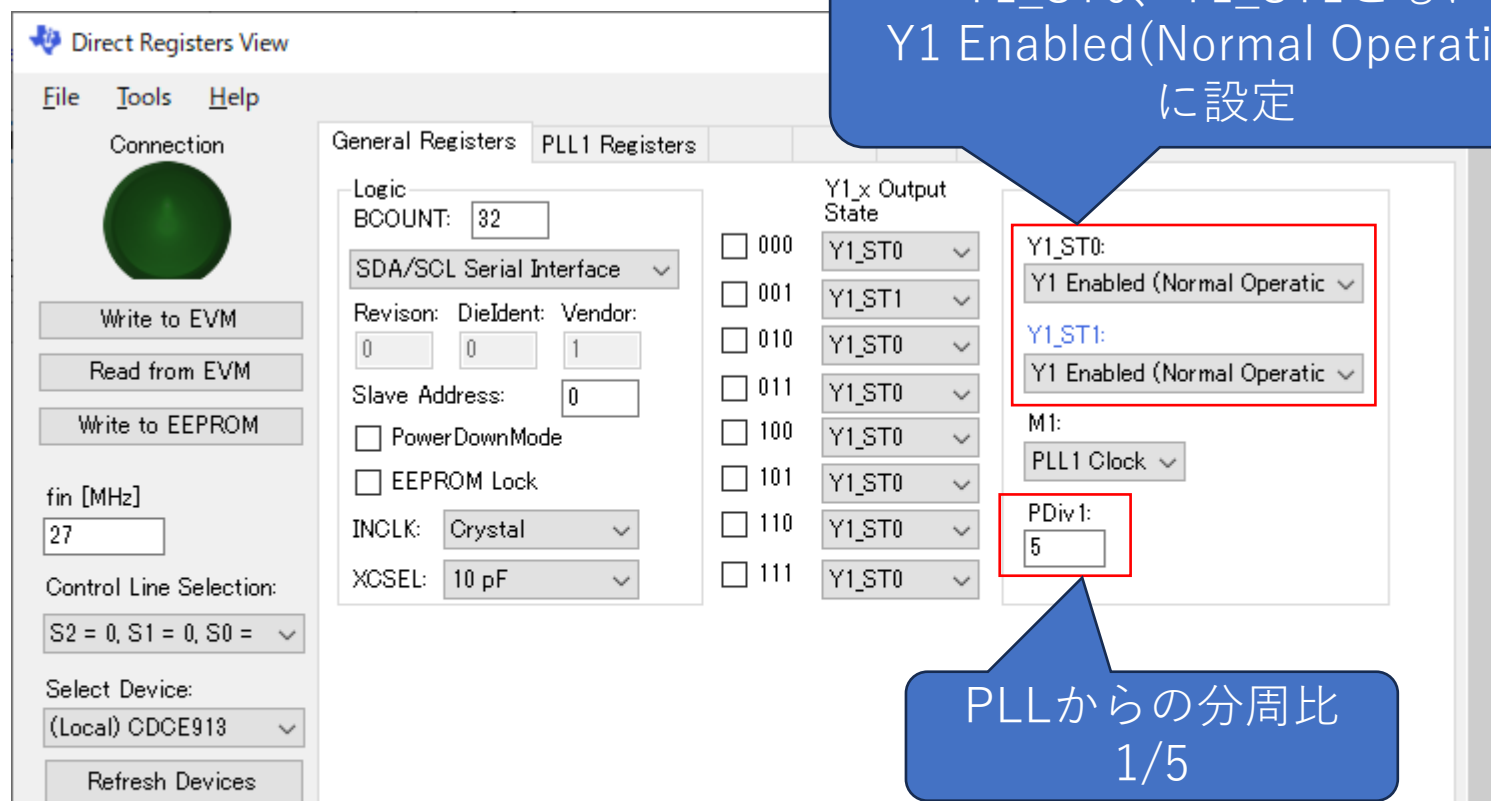 Y1 Enabled(Normal Operati
に設定
Direct Registers View
File Tools Help
Connection
Write to EVM
Read from EVM
Write to EEPROM
fin [MHz]
27
Control Line Selection:
S2 = 0, S1 = 0, S0 =
Select Device:
(Local) CDCE913
Refresh Devices
General Registers PLL1 Registers
Logic
BCOUNT: 32
SDA/SCL Serial Interface
Revison: DieIdent: Vendor:
0 0 1
Slave Address: 0
PowerDownMode
EEPROM Lock
INCLK: Crystal
XCSEL: 10 pF
Y1_x Output
State
000 Y1_ST0
001 Y1_ST1
010 Y1_ST0
011 Y1_ST0
100 Y1_ST0
101 Y1_ST0
110 Y1_ST0
111 Y1_ST0
Y1_ST0:
Y1 Enabled (Normal Operatic
Y1_ST1:
Y1 Enabled (Normal Operatic
M1:
PLL1 Clock
PDiv1:
5
PLLからの分周比
1/5